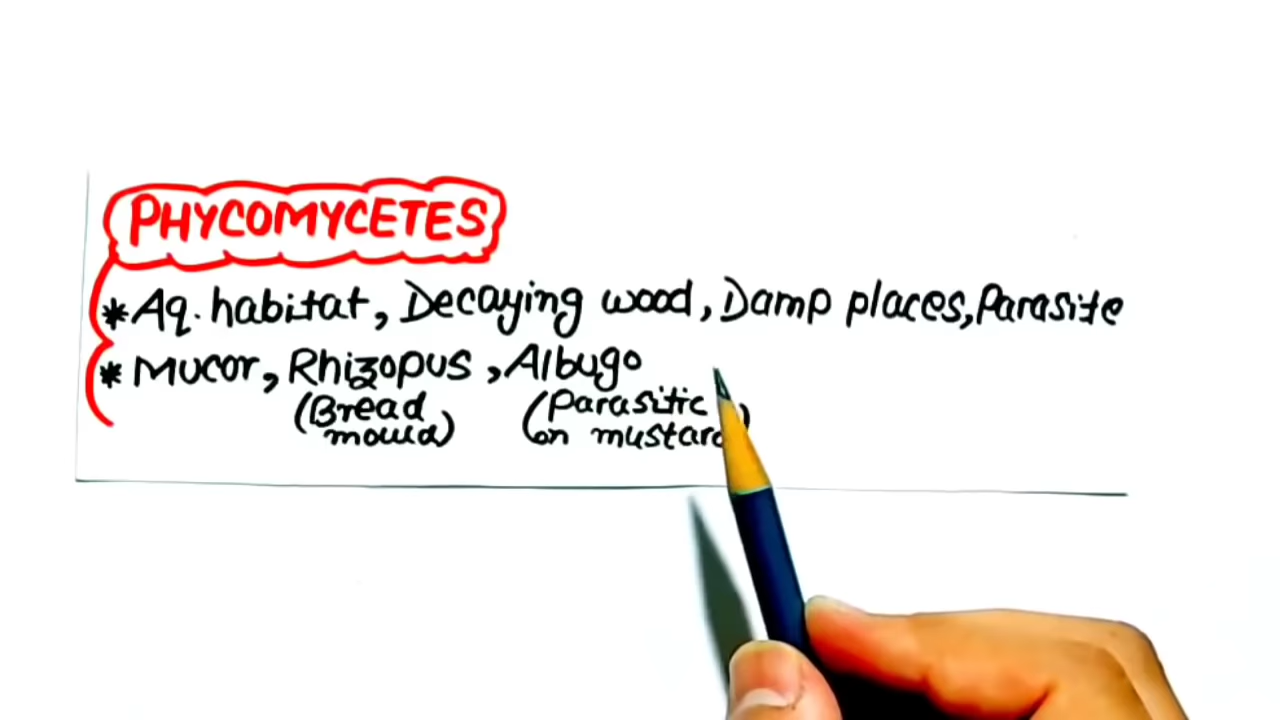 PHYCOMYCETES
* Aq. habitat, Decaying wood, Damp places, Parasite
* Mucor, Rhizopus, Albugo
(Bread mould) (Parasitic on mustard)